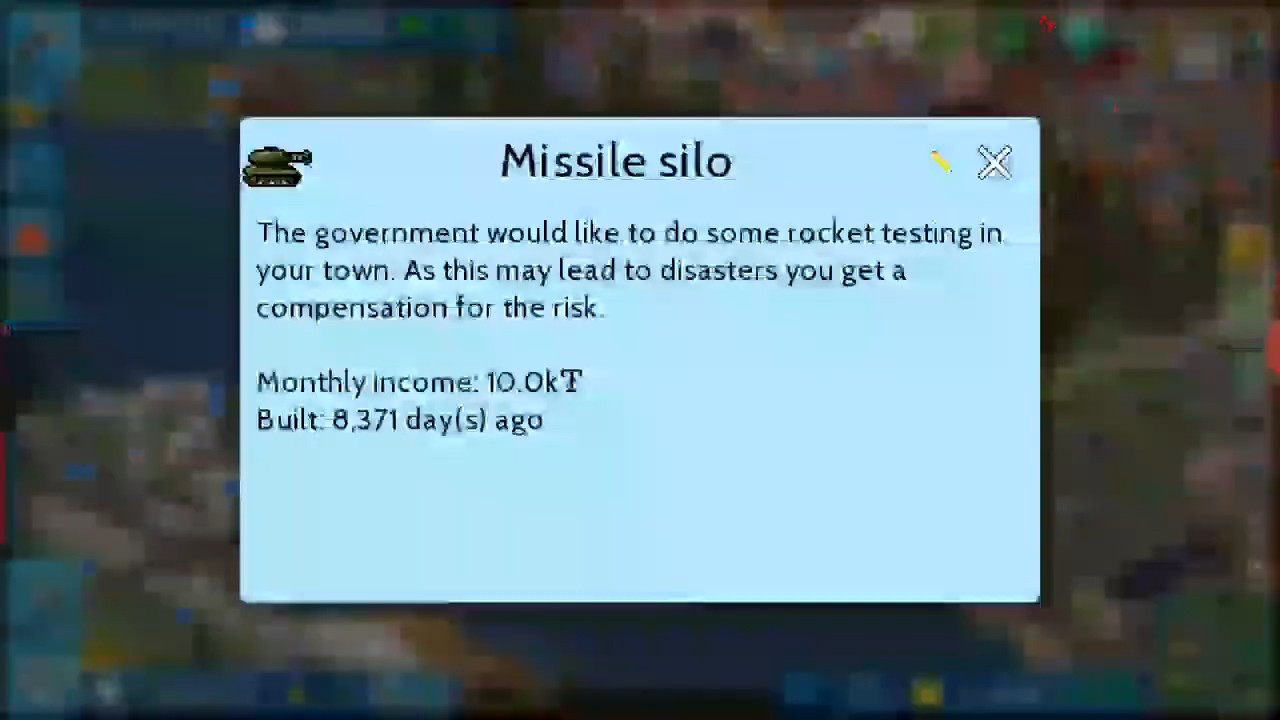 Missile silo
The government would like to do some rocket testing in
your town. As this may lead to disasters you get a
compensation for the risk.
Monthly income: 10.0kT
Built: 8,371 day(s) ago